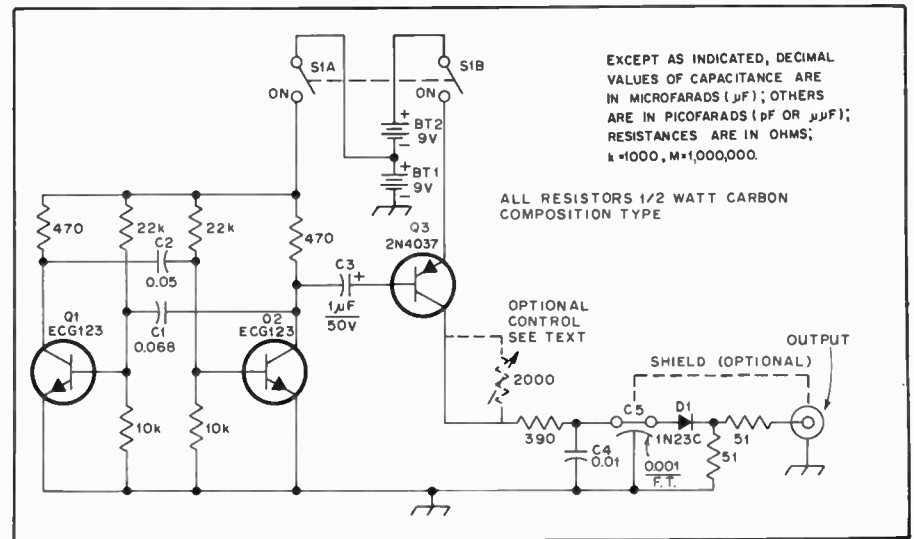 S1A
S1B
ON
ON
+
BT2
9V
−
+
BT1
9V
−
EXCEPT AS INDICATED, DECIMAL
VALUES OF CAPACITANCE ARE
IN MICROFARADS (µF); OTHERS
ARE IN PICOFARADS (pF OR µµF);
RESISTANCES ARE IN OHMS;
k=1000, M=1,000,000.
ALL RESISTORS 1/2 WATT CARBON
COMPOSITION TYPE
470
22k
22k
470
C2
0.05
C1
0.068
Q1
ECG123
Q2
ECG123
10k
10k
C3
+
1µF
50V
Q3
2N4037
OPTIONAL
CONTROL
SEE TEXT
2000
390
C4
0.01
C5
0.001
F.T.
SHIELD (OPTIONAL)
D1
1N23C
51
51
OUTPUT